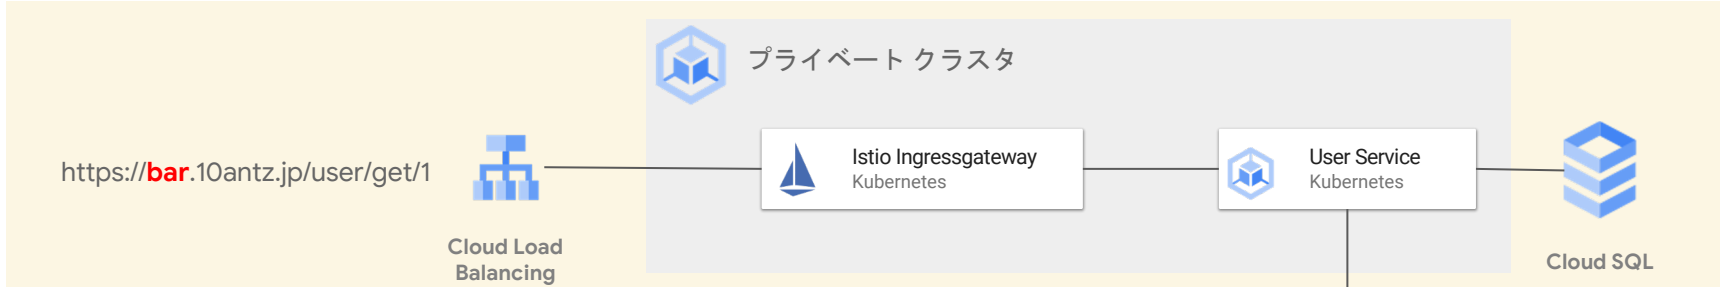 プライベート クラスタ
https://bar.10antz.jp/user/get/1
Istio Ingressgateway
Kubernetes
User Service
Kubernetes
Cloud Load
Balancing
Cloud SQL